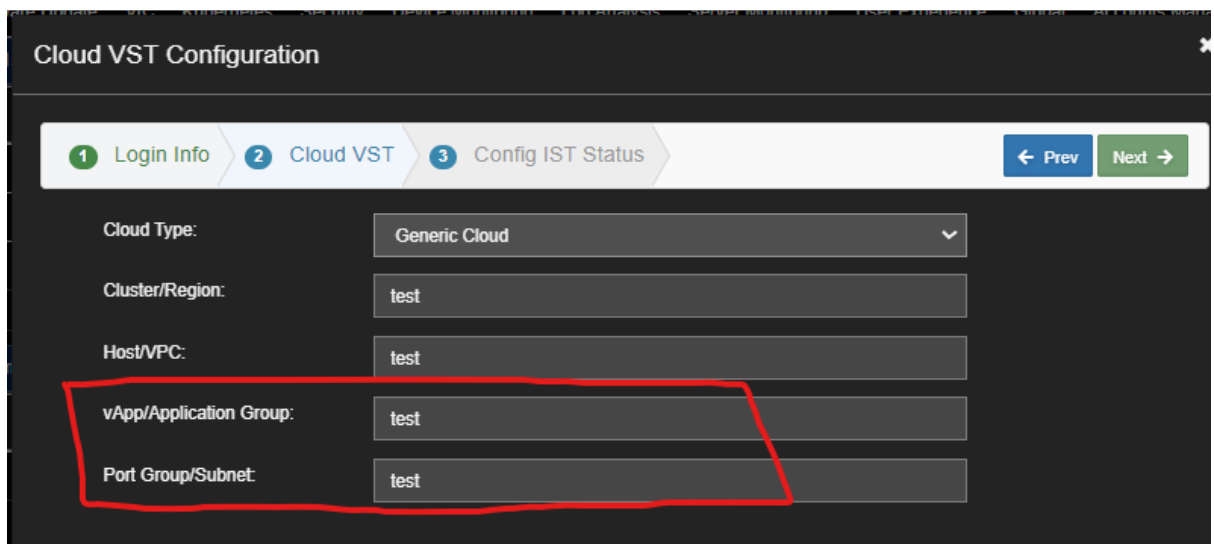 Cloud VST Configuration
1 Login Info 2 Cloud VST 3 Config IST Status ← Prev Next →
Cloud Type: Generic Cloud
Cluster/Region: test
Host/VPC: test
vApp/Application Group: test
Port Group/Subnet: test